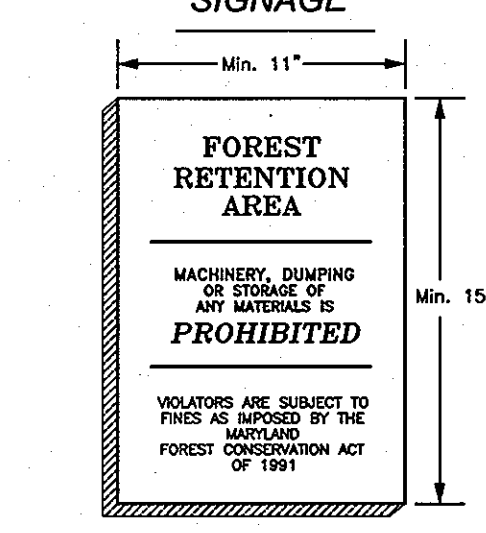 SIGNAGE
Min. 11"
FOREST
RETENTION
AREA
MACHINERY, DUMPING
OR STORAGE OF
ANY MATERIALS IS
PROHIBITED
Min. 15
VIOLATORS ARE SUBJECT TO
FINES AS IMPOSED BY THE
MARYLAND
FOREST CONSERVATION ACT
OF 1991